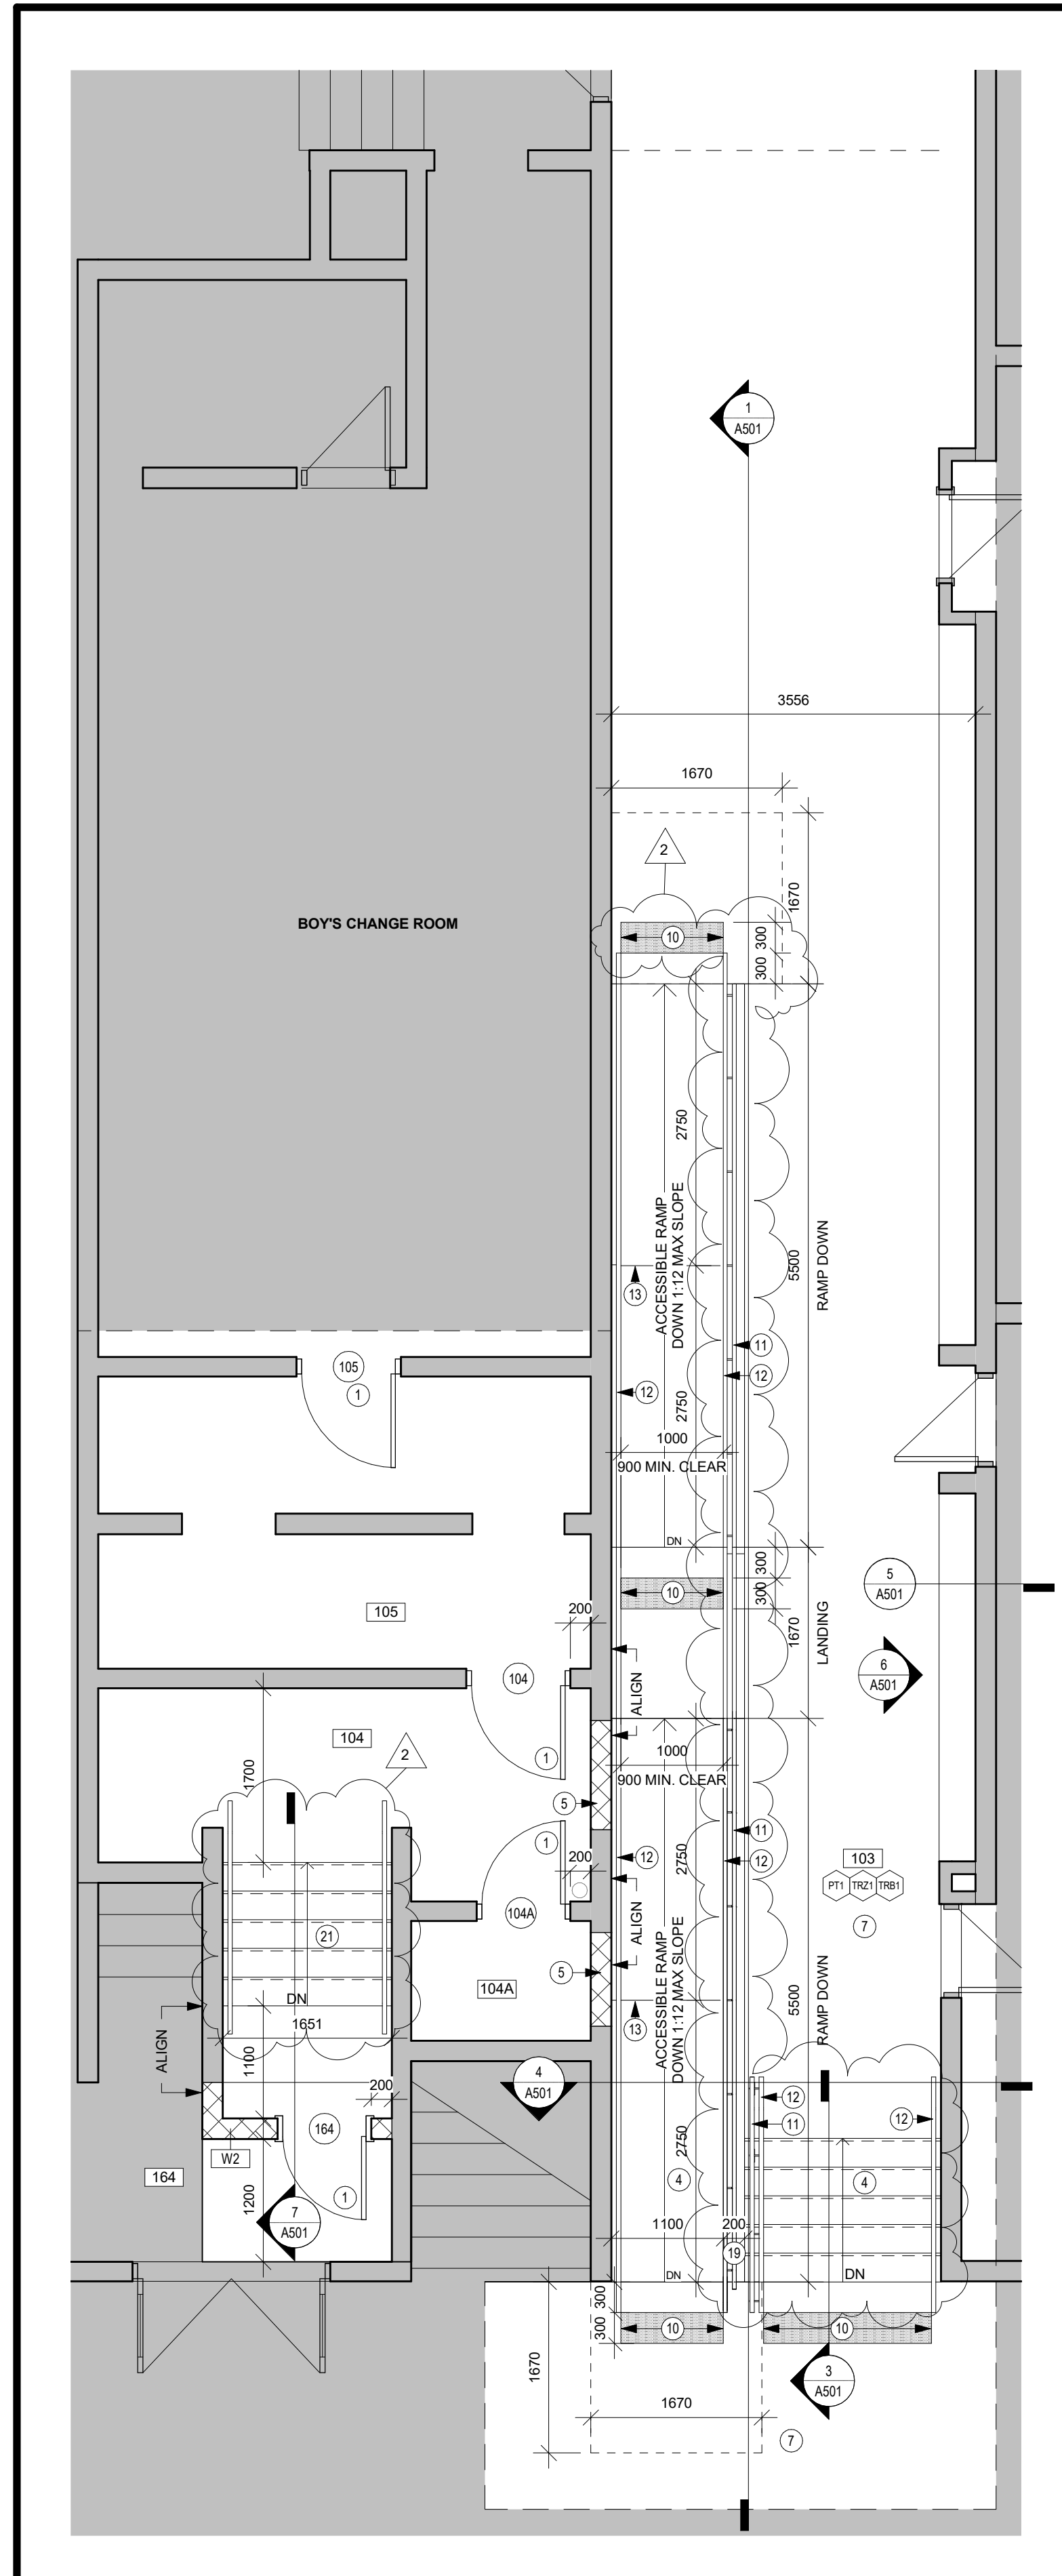 1
A501
3556
1670
2
1670
BOY'S CHANGE ROOM
10
300
300
2750
ACCESSIBLE RAMP
DOWN 1:12 MAX SLOPE
RAMP DOWN
5500
13
11
105
12
1
12
2750
1000
900 MIN. CLEAR
DN
300
5
A501
10
300
105
200
LANDING
1670
6
A501
104
ALIGN
104
2
1000
1
1700
900 MIN. CLEAR
5
11
1
12
12
103
2750
200
PT1
TRZ1
TRB1
104A
7
21
ALIGN
5
104A
DN
ACCESSIBLE RAMP
DOWN 1:12 MAX SLOPE
5500
RAMP DOWN
1651
13
ALIGN
1100
4
A501
200
12
11
12
164
2750
W2
164
4
4
1
1200
7
A501
1100
200
19
DN
DN
300
300
10
10
1670
3
A501
1670
7